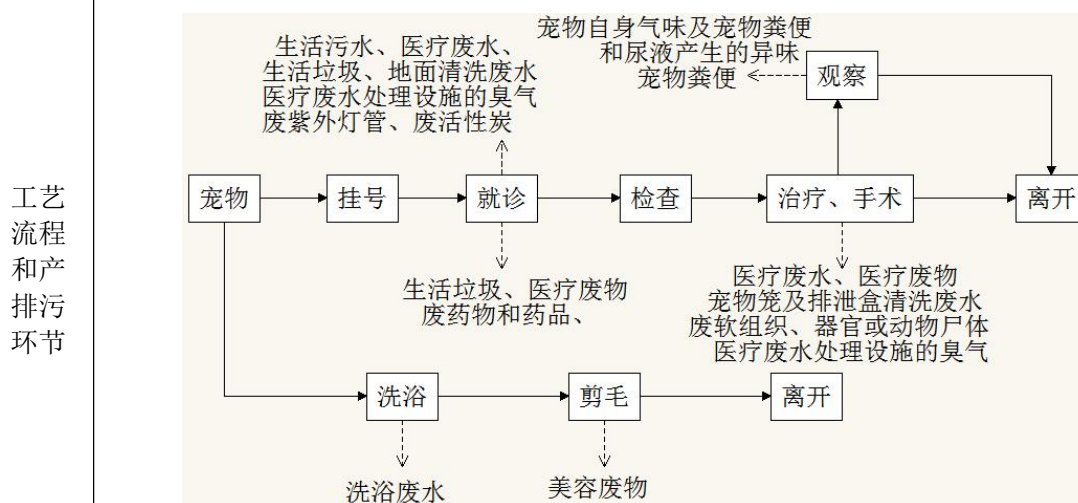 工艺
流程
和产
排污
环节
生活污水、医疗废水、
生活垃圾、地面清洗废水
医疗废水处理设施的臭气
废紫外灯管、废活性炭
宠物自身气味及宠物粪便
和尿液产生的异味
宠物粪便
观察
宠物
挂号
就诊
检查
治疗、手术
离开
生活垃圾、医疗废物
废药物和药品、
医疗废水、医疗废物
宠物笼及排泄盒清洗废水
废软组织、器官或动物尸体
医疗废水处理设施的臭气
洗浴
剪毛
离开
洗浴废水
美容废物